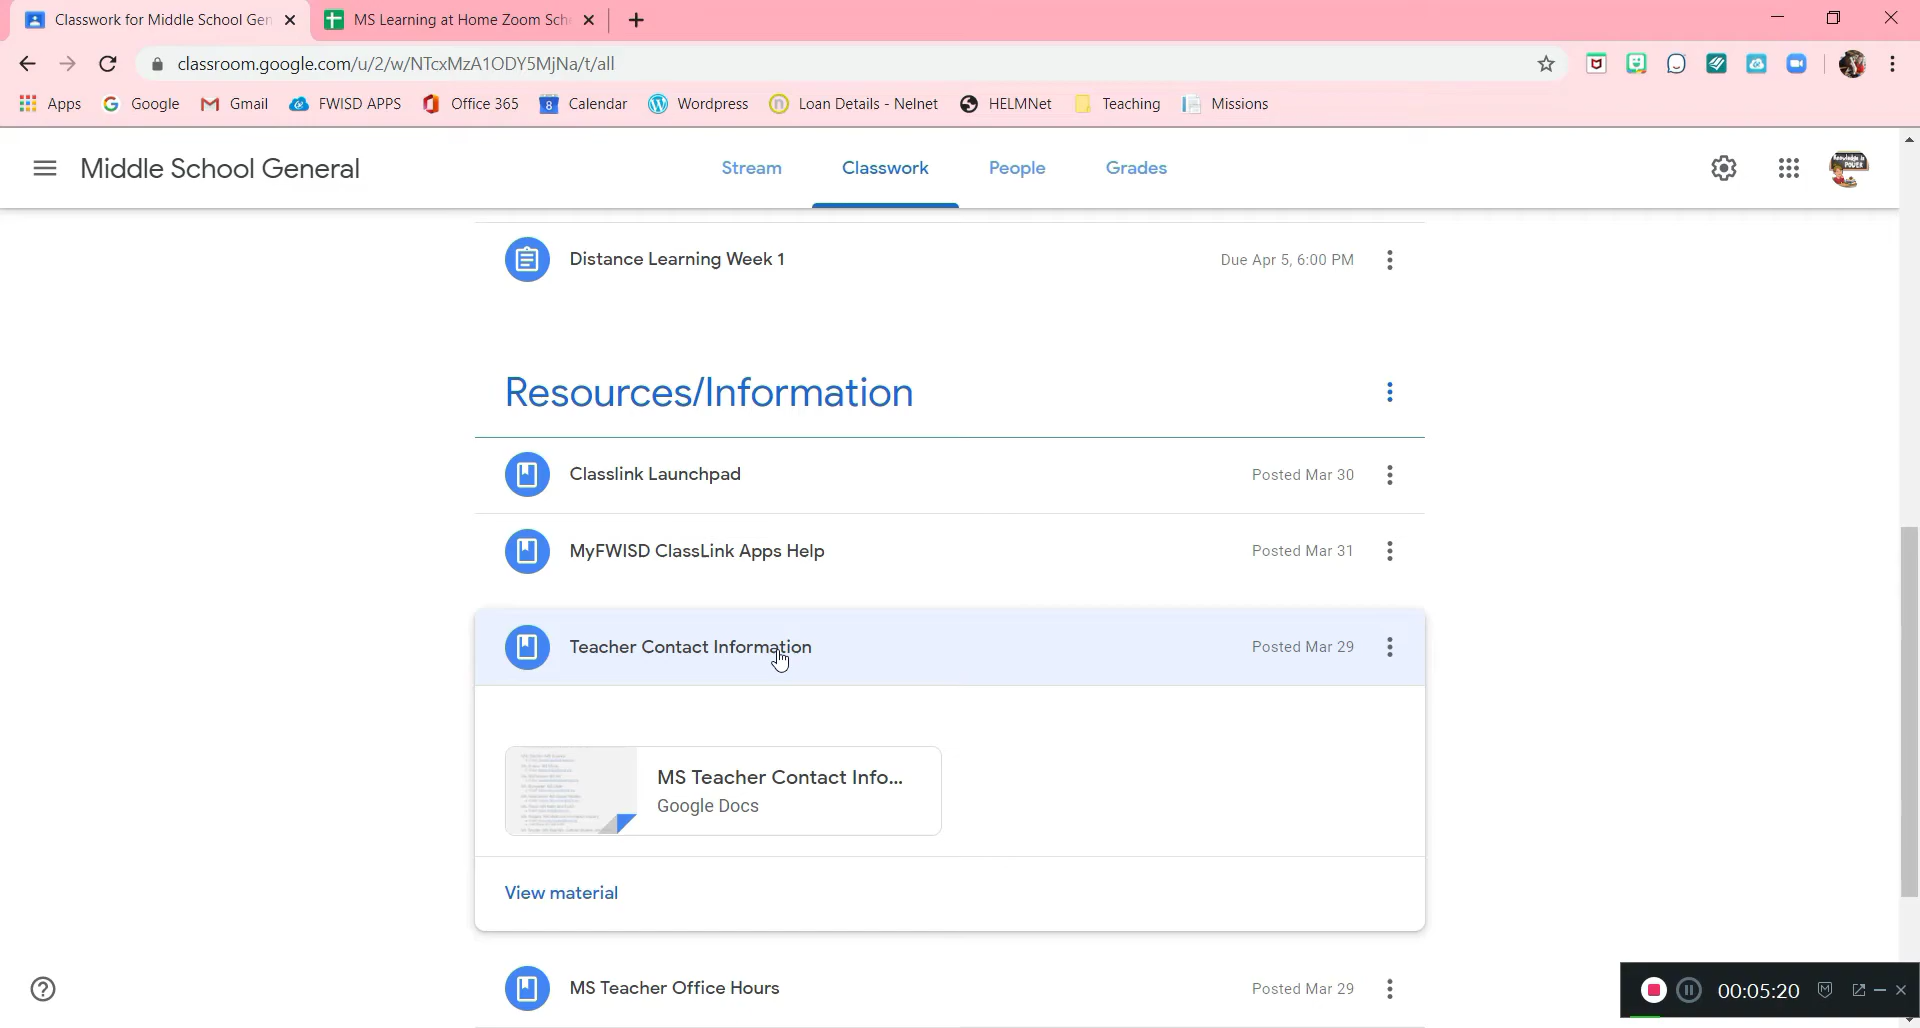 Classwork for Middle School Gen
MS Learning at Home Zoom Sch
classroom.google.com/u/2/w/NTcxMzA1ODY5MjNa/t/all
Apps Google Gmail FWISD APPS Office 365 8 Calendar Wordpress Loan Details - Nelnet HELMNet Teaching Missions
Middle School General
Stream Classwork People Grades
Distance Learning Week 1 Due Apr 5, 6:00 PM
Resources/Information
Classlink Launchpad Posted Mar 30
MyFWISD ClassLink Apps Help Posted Mar 31
Teacher Contact Information Posted Mar 29
MS Teacher Contact Info...
Google Docs
View material
MS Teacher Office Hours Posted Mar 29
00:05:20